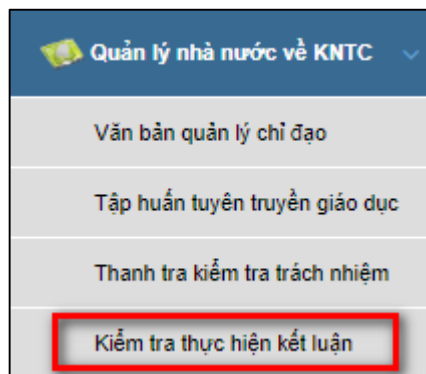 Quản lý nhà nước về KNTC
Văn bản quản lý chỉ đạo
Tập huấn tuyên truyền giáo dục
Thanh tra kiểm tra trách nhiệm
Kiểm tra thực hiện kết luận